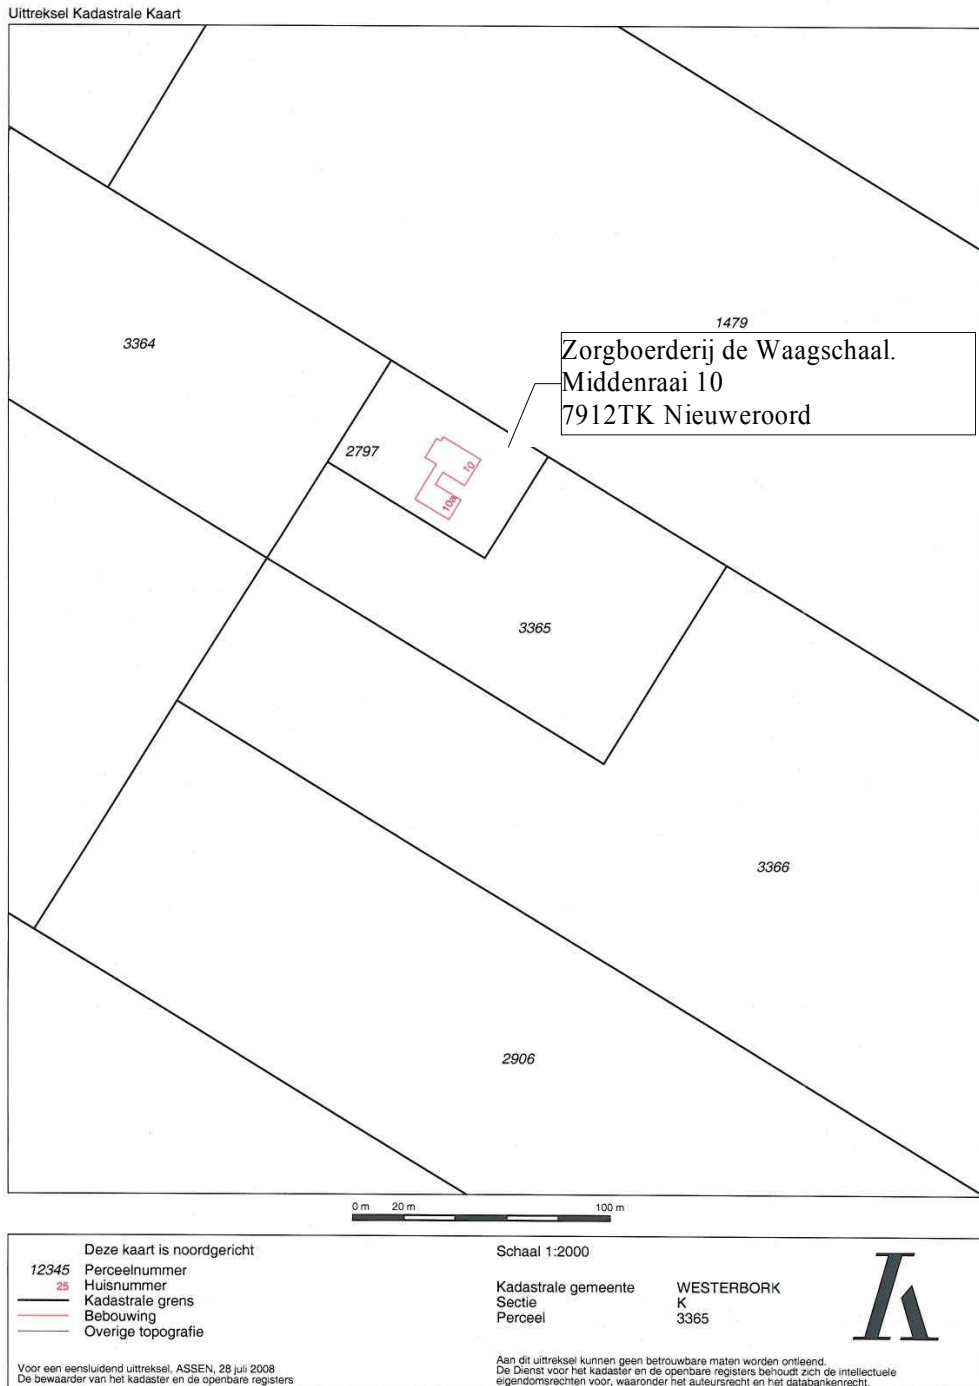 Uittreksel Kadastrale Kaart
1479
3364
Zorgboerderij de Waagschaal.
Middenraai 10
7912TK Nieuweroord
2797
10
10a
3365
3366
2906
0 m 20 m 100 m
Deze kaart is noordgericht
12345 Perceelnummer
25 Huisnummer
Kadastrale grens
Bebouwing
Overige topografie
Voor een eensluidend uittreksel, ASSEN, 28 juli 2008
De bewaarder van het kadaster en de openbare registers
Schaal 1:2000
Kadastrale gemeente WESTERBORK
Sectie K
Perceel 3365
Aan dit uittreksel kunnen geen betrouwbare maten worden ontleend.
De Dienst voor het kadaster en de openbare registers behoudt zich de intellectuele
eigendomsrechten voor, waaronder het auteursrecht en het databankenrecht.